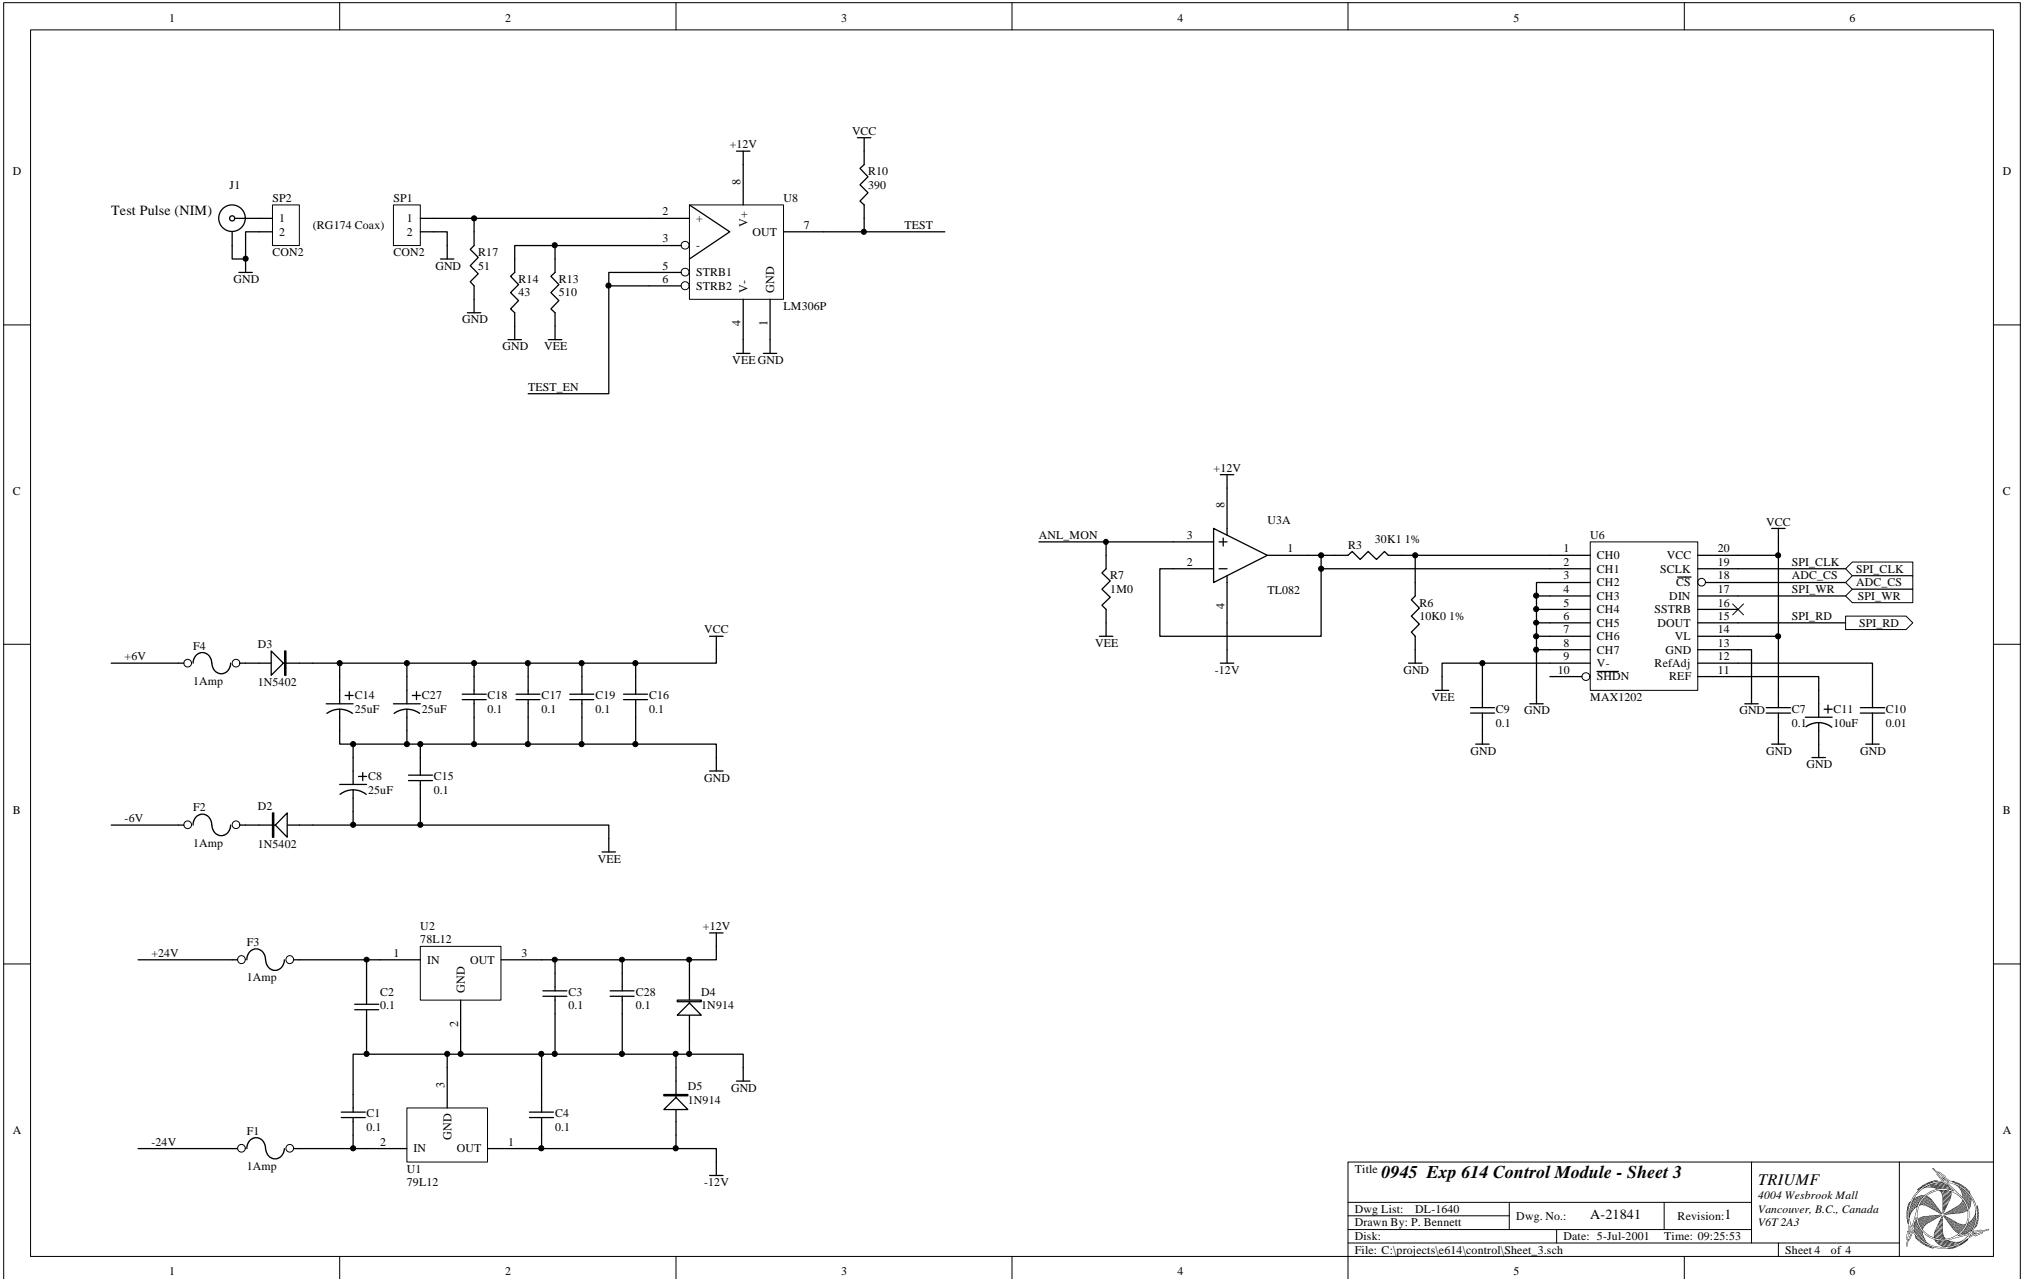 1 2 3 4 5 6
D
D
+12V
VCC
8
R10
390
J1
Test Pulse (NIM)
SP2
1
2
CON2
GND
(RG174 Coax)
SP1
1
2
CON2
GND
R17
51
GND
R14
43
GND
R13
510
VEE
2
3
5
6
+
-
STRB1
STRB2
V+
OUT
V-
GND
U8
LM306P
7
TEST
4
1
VEE
GND
TEST_EN
C
C
ANL_MON
R7
1M0
VEE
+12V
8
3
2
+
−
1
4
U3A
TL082
-12V
R3
30K1 1%
R6
10K0 1%
GND
U6
1 CH0 VCC 20
2 CH1 SCLK 19
3 CH2 CS 18
4 CH3 DIN 17
5 CH4 SSTRB 16
6 CH5 DOUT 15
7 CH6 VL 14
8 CH7 GND 13
9 V- RefAdj 12
10 SHDN REF 11
MAX1202
VCC
SPI_CLK SPI_CLK
ADC_CS ADC_CS
SPI_WR SPI_WR
SPI_RD SPI_RD
VEE
C9
0.1
GND
GND
GND
C7
0.1
GND
+
C11
10uF
GND
C10
0.01
GND
+6V
F4
1Amp
D3
1N5402
VCC
+
C14
25uF
+
C27
25uF
C18
0.1
C17
0.1
C19
0.1
C16
0.1
GND
+
C8
25uF
C15
0.1
B
B
-6V
F2
1Amp
D2
1N5402
VEE
+24V
F3
1Amp
U2
78L12
1
IN
OUT
GND
3
2
+12V
C2
0.1
C3
0.1
C28
0.1
D4
1N914
GND
A
A
3
C1
0.1
C4
0.1
D5
1N914
-24V
F1
1Amp
2
IN
GND
OUT
1
U1
79L12
-12V
Title 0945 Exp 614 Control Module - Sheet 3
TRIUMF
4004 Wesbrook Mall
Vancouver, B.C., Canada
V6T 2A3
Dwg List: DL-1640
Drawn By: P. Bennett
Dwg. No.: A-21841
Revision:1
Disk:
Date: 5-Jul-2001 Time: 09:25:53
File: C:\projects\e614\control\Sheet_3.sch
Sheet 4 of 4
1 2 3 4 5 6